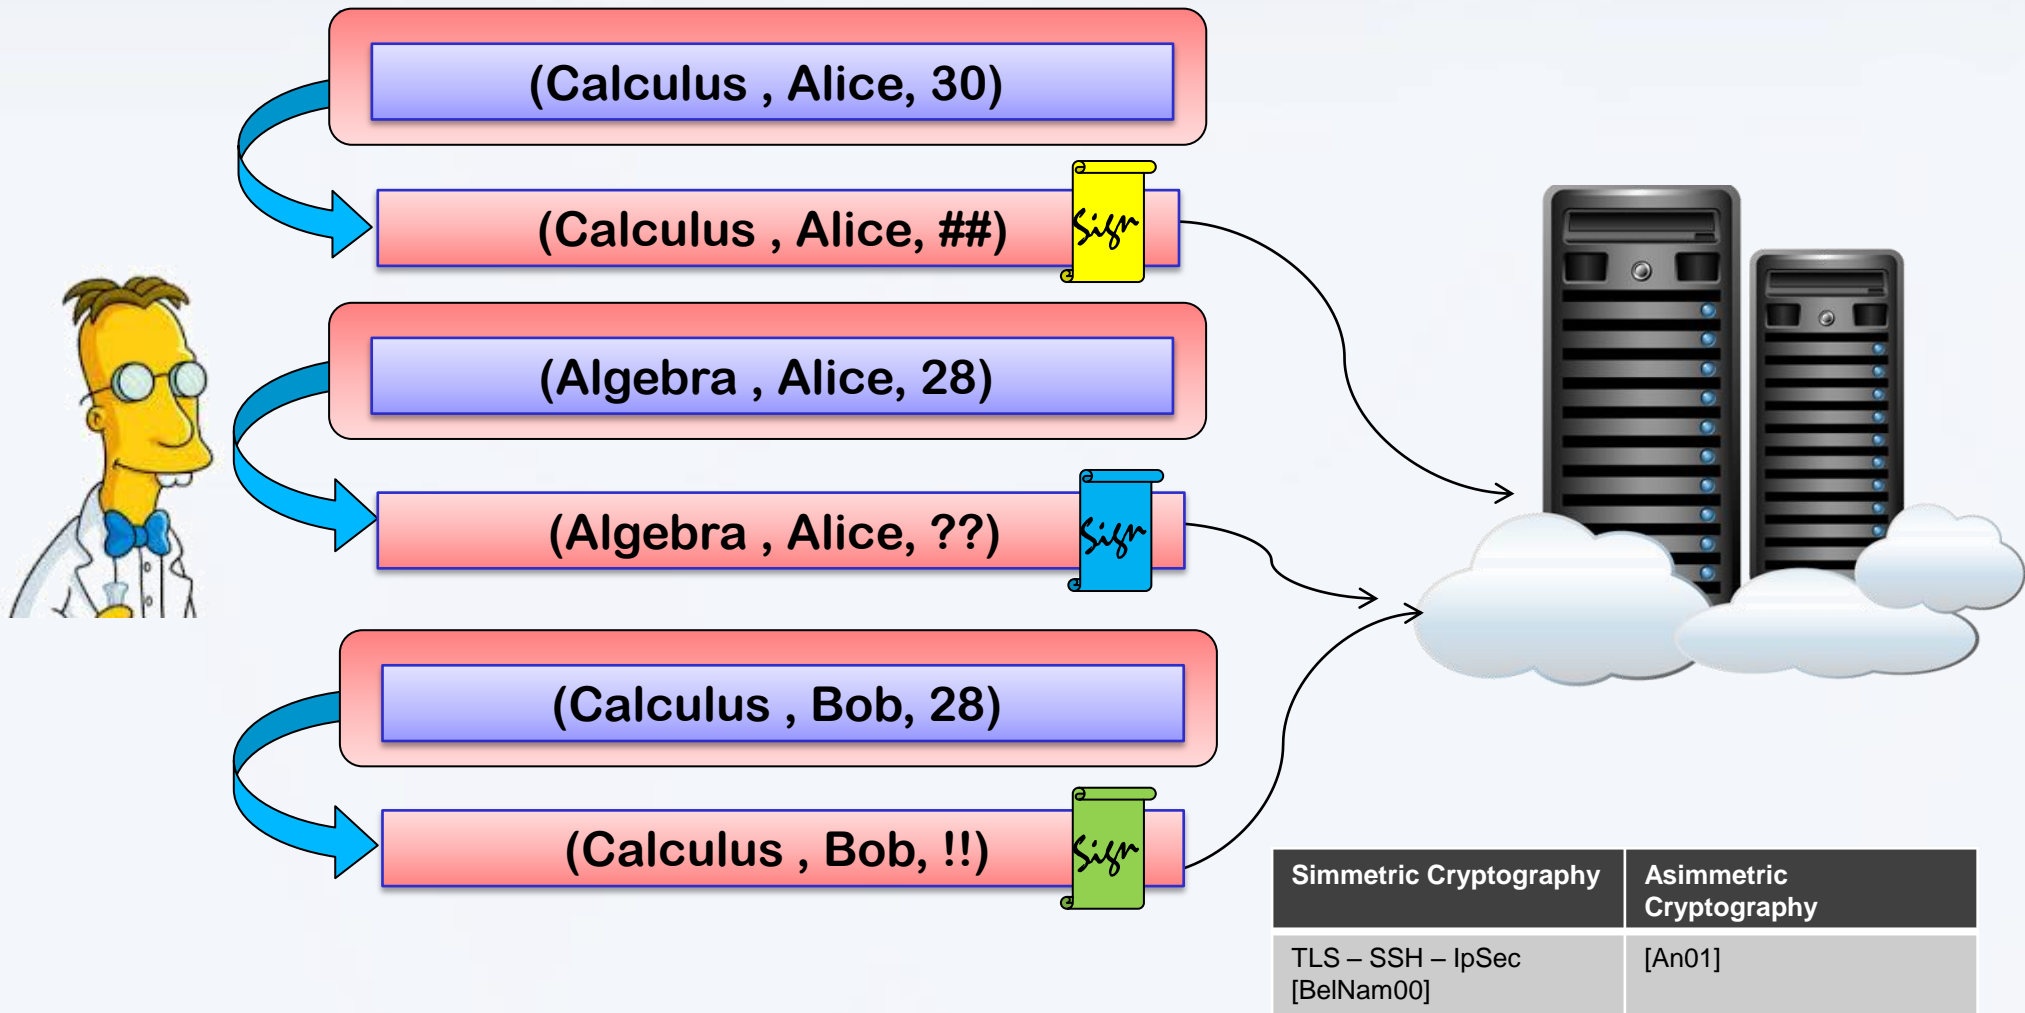 (Calculus , Alice, 30)
(Calculus , Alice, ##)
Sign
(Algebra , Alice, 28)
(Algebra , Alice, ??)
Sign
(Calculus , Bob, 28)
(Calculus , Bob, !!)
Sign
Simmetric Cryptography
Asimmetric
Cryptography
TLS – SSH – IpSec
[BelNam00]
[An01]